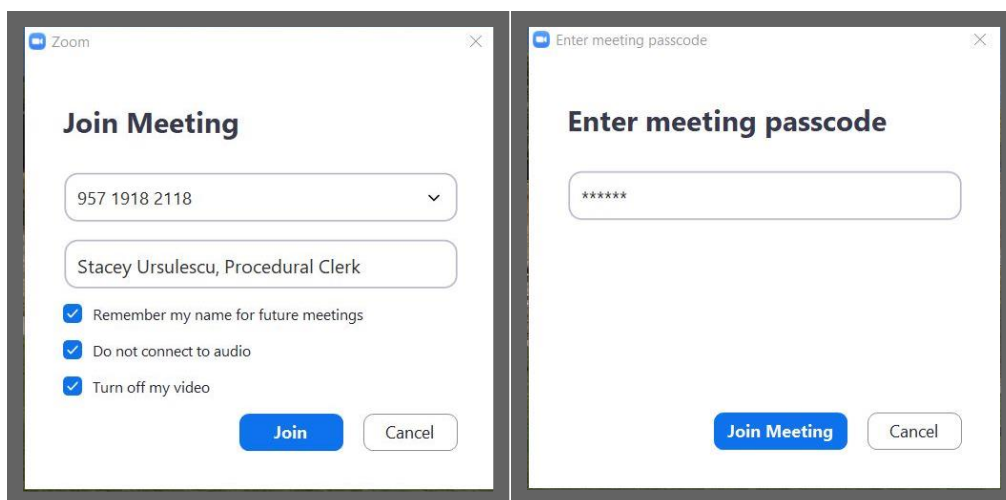 Zoom
Join Meeting
957 1918 2118
Stacey Ursulescu, Procedural Clerk
Remember my name for future meetings
Do not connect to audio
Turn off my video
Join
Cancel
Enter meeting passcode
Enter meeting passcode
******
Join Meeting
Cancel